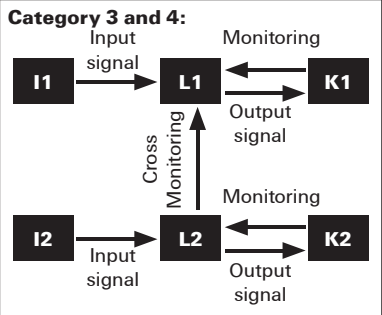 Category 3 and 4:
Input
signal
Monitoring
I1
L1
K1
Output
signal
Cross
Monitoring
Monitoring
I2
L2
K2
Input
signal
Output
signal